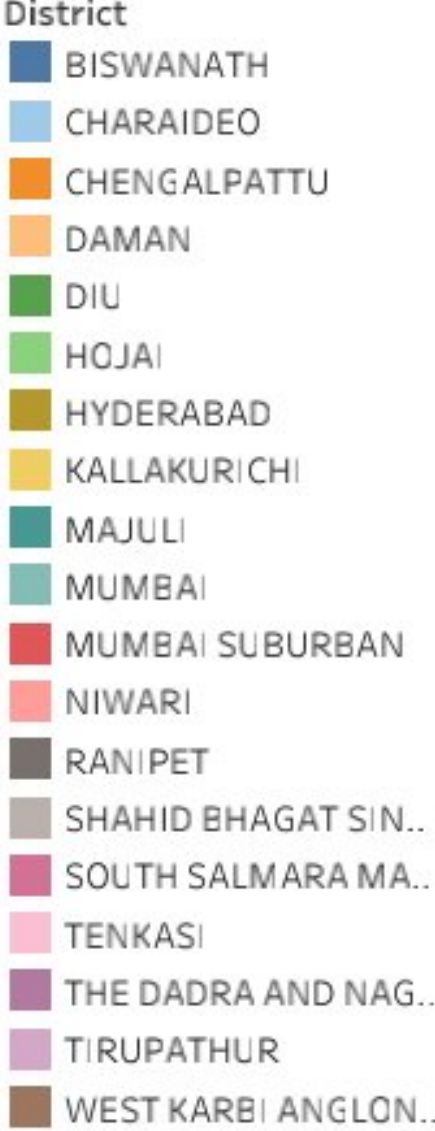 District
BISWANATH
CHARAIDEO
CHENGALPATTU
DAMAN
DIU
HOJAI
HYDERABAD
KALLAKURICHI
MAJULI
MUMBAI
MUMBAI SUBURBAN
NIWARI
RANIPET
SHAHID BHAGAT SIN..
SOUTH SALMARA MA..
TENKASI
THE DADRA AND NAG..
TIRUPATHUR
WEST KARBI ANGLON..